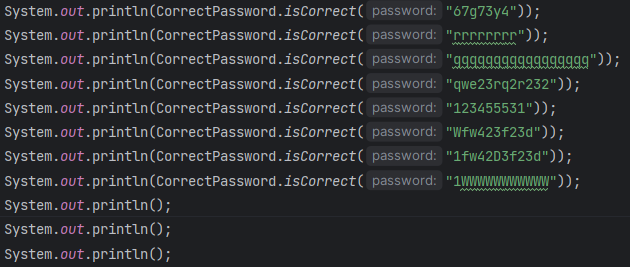 System.out.println(CorrectPassword.isCorrect( password: "67g73y4"));
System.out.println(CorrectPassword.isCorrect( password: "rrrrrrrr"));
System.out.println(CorrectPassword.isCorrect( password: "qqqqqqqqqqqqqqqqq"));
System.out.println(CorrectPassword.isCorrect( password: "qwe23rq2r232"));
System.out.println(CorrectPassword.isCorrect( password: "123455531"));
System.out.println(CorrectPassword.isCorrect( password: "Wfw423f23d"));
System.out.println(CorrectPassword.isCorrect( password: "1fw42D3f23d"));
System.out.println(CorrectPassword.isCorrect( password: "1WWWWWWWWWWW"));
System.out.println();
System.out.println();
System.out.println();